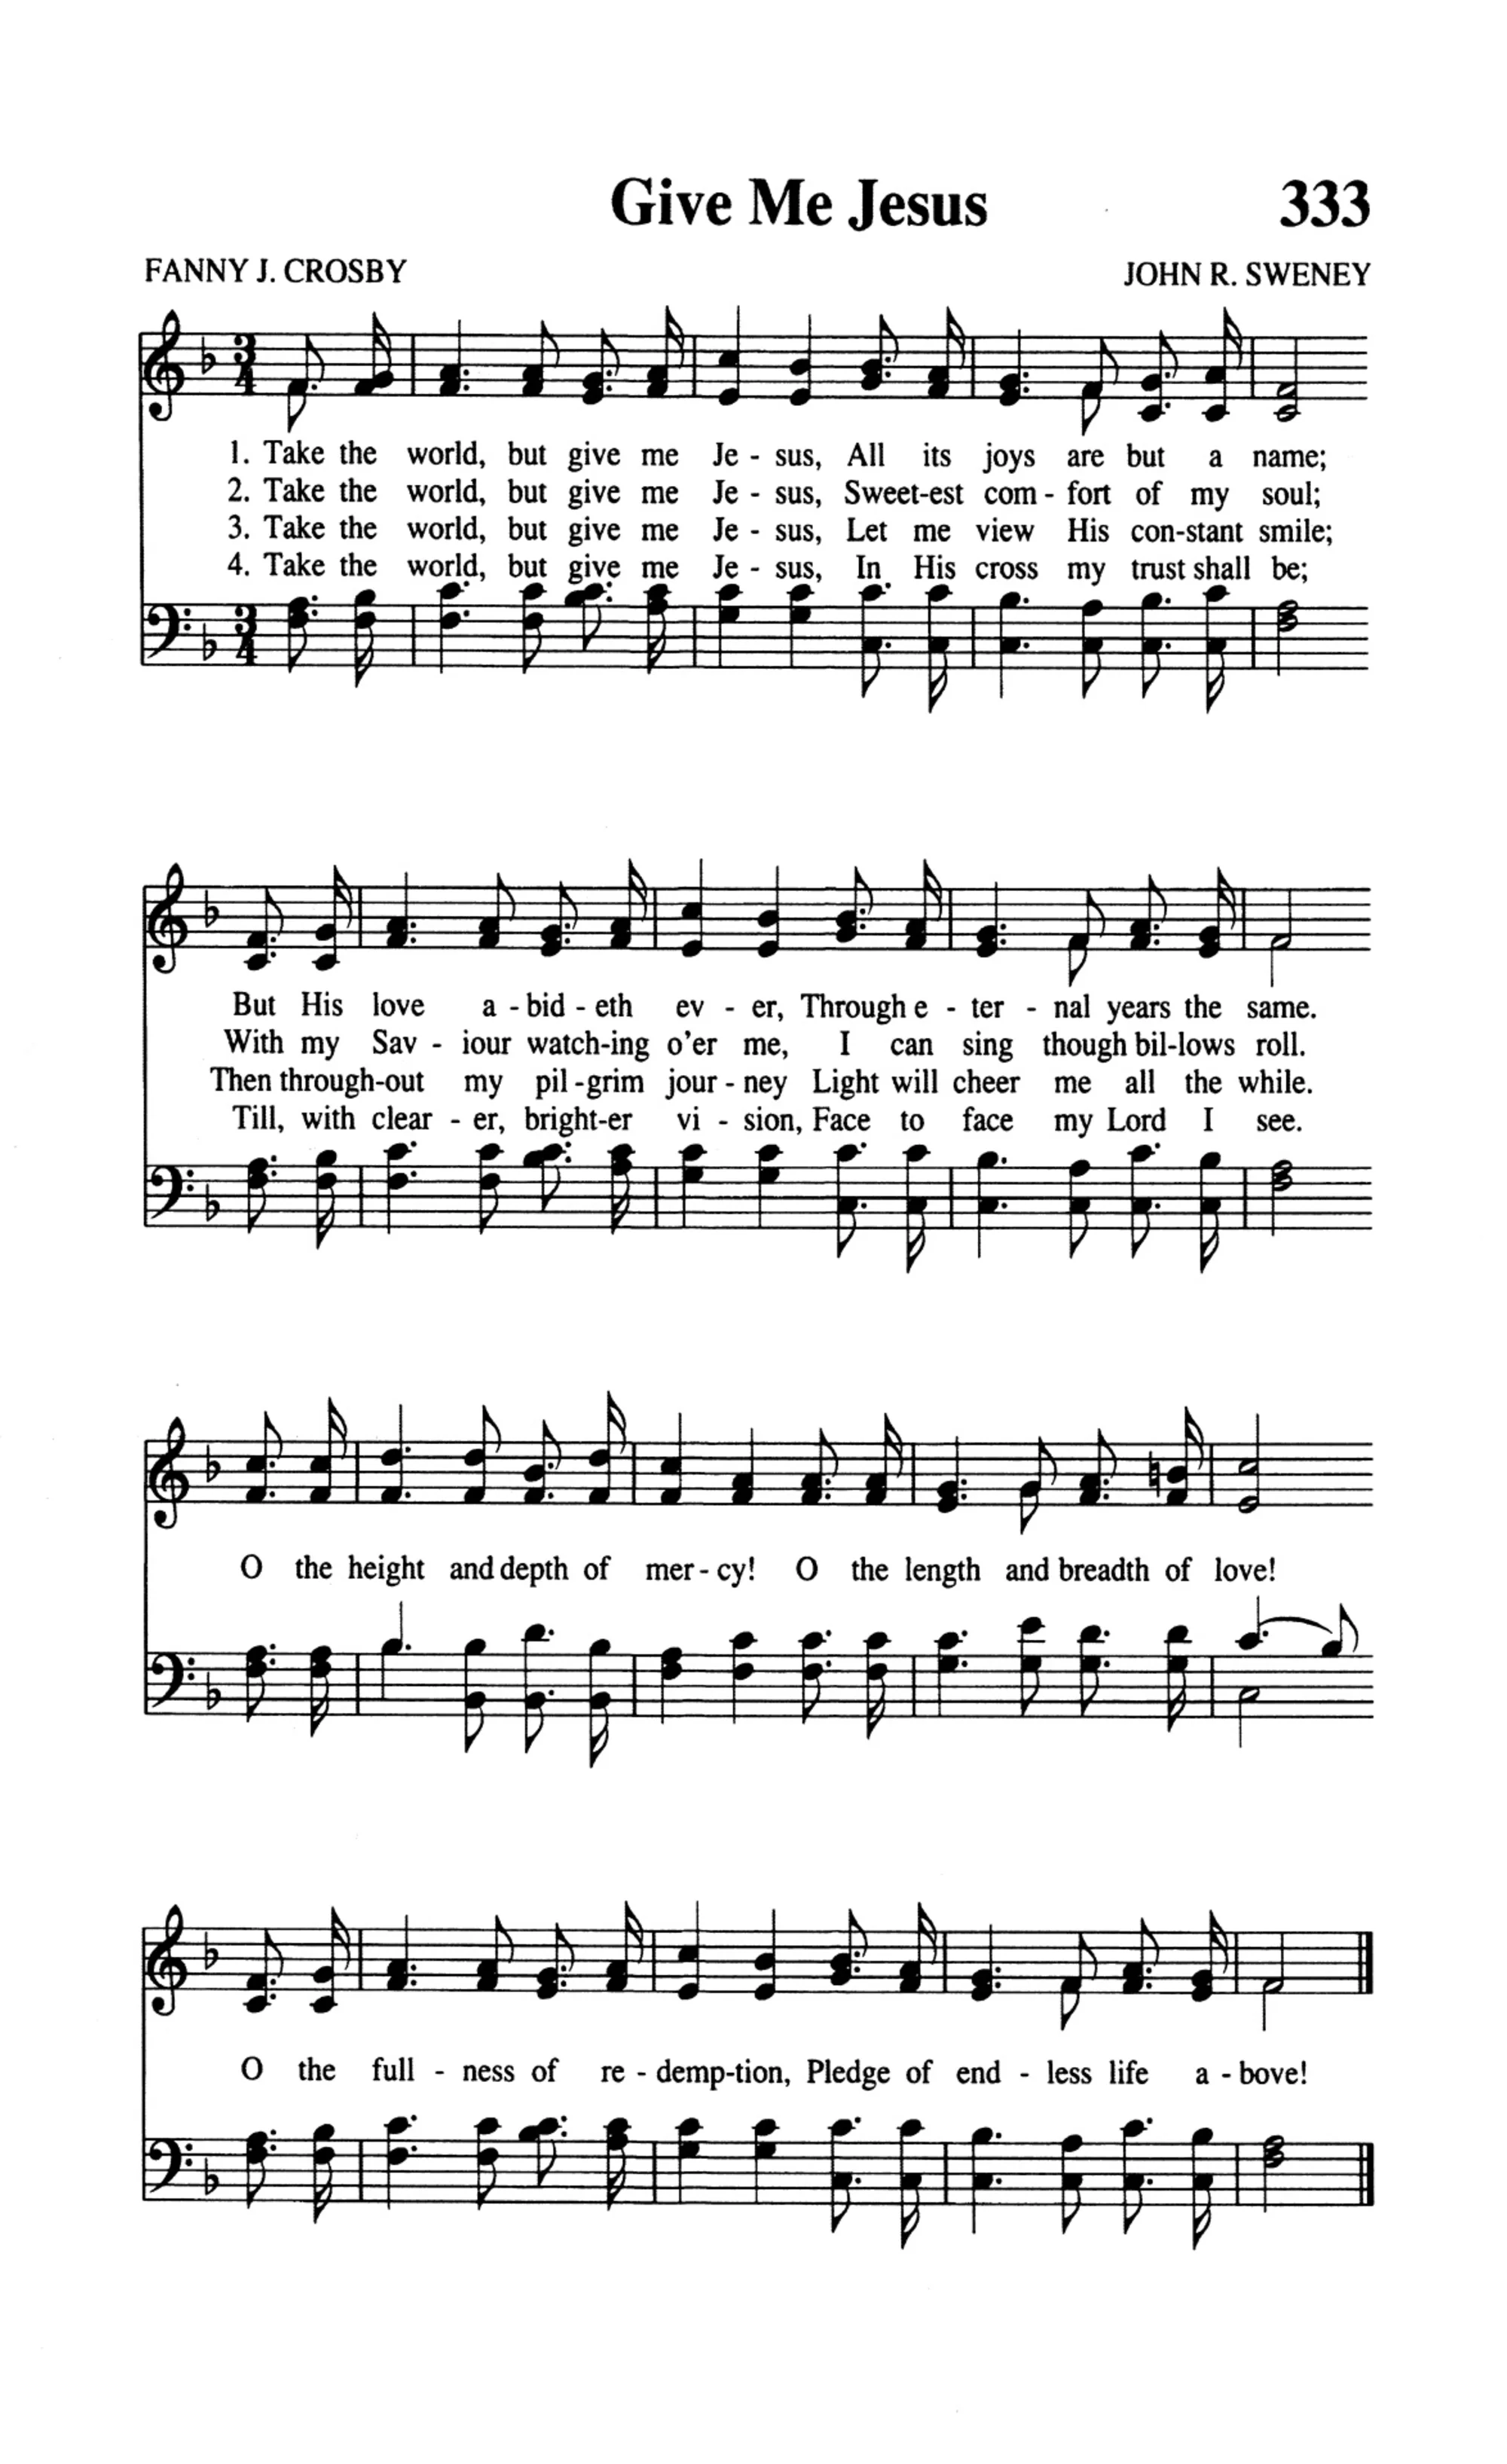 Give Me Jesus 333
FANNY J. CROSBY JOHN R. SWENEY
3 4
1. Take the world, but give me Je - sus, All its joys are but a name;
2. Take the world, but give me Je - sus, Sweet-est com - fort of my soul;
3. Take the world, but give me Je - sus, Let me view His con-stant smile;
4. Take the world, but give me Je - sus, In His cross my trust shall be;
3 4
But His love a - bid - eth ev - er, Through e - ter - nal years the same.
With my Sav - iour watch-ing o'er me, I can sing though bil-lows roll.
Then through-out my pil -grim jour - ney Light will cheer me all the while.
Till, with clear - er, bright-er vi - sion, Face to face my Lord I see.
O the height and depth of mer - cy! O the length and breadth of love!
O the full - ness of re - demp-tion, Pledge of end - less life a - bove!